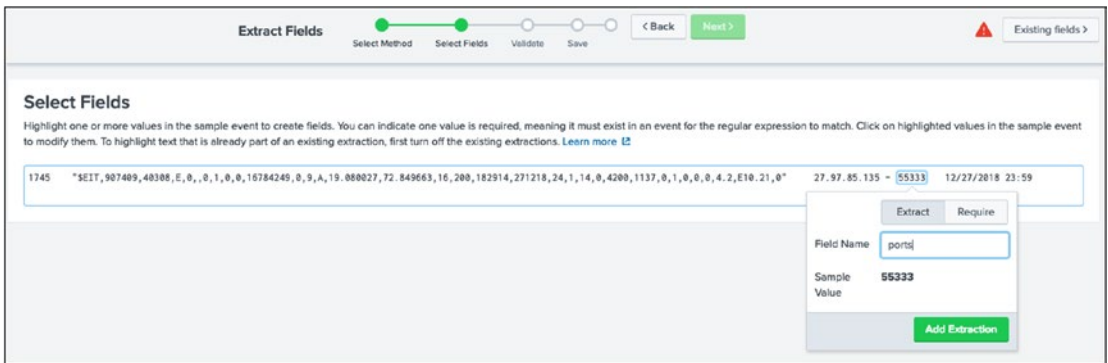 Extract Fields
Select Method
Select Fields
Validate
Save
< Back
Next >
Existing fields >
Select Fields
Highlight one or more values in the sample event to create fields. You can indicate one value is required, meaning it must exist in an event for the regular expression to match. Click on highlighted values in the sample event
to modify them. To highlight text that is already part of an existing extraction, first turn off the existing extractions. Learn more
1745 "$EIT,907409,40308,E,0,,0,1,0,0,16784249,0,9,A,19.080027,72.849663,16,200,182914,271218,24,1,14,0,4200,1137,0,1,0,0,0,4.2,E10.21,0" 27.97.85.135 - 55333 12/27/2018 23:59
Extract Require
Field Name ports
Sample 55333
Value
Add Extraction